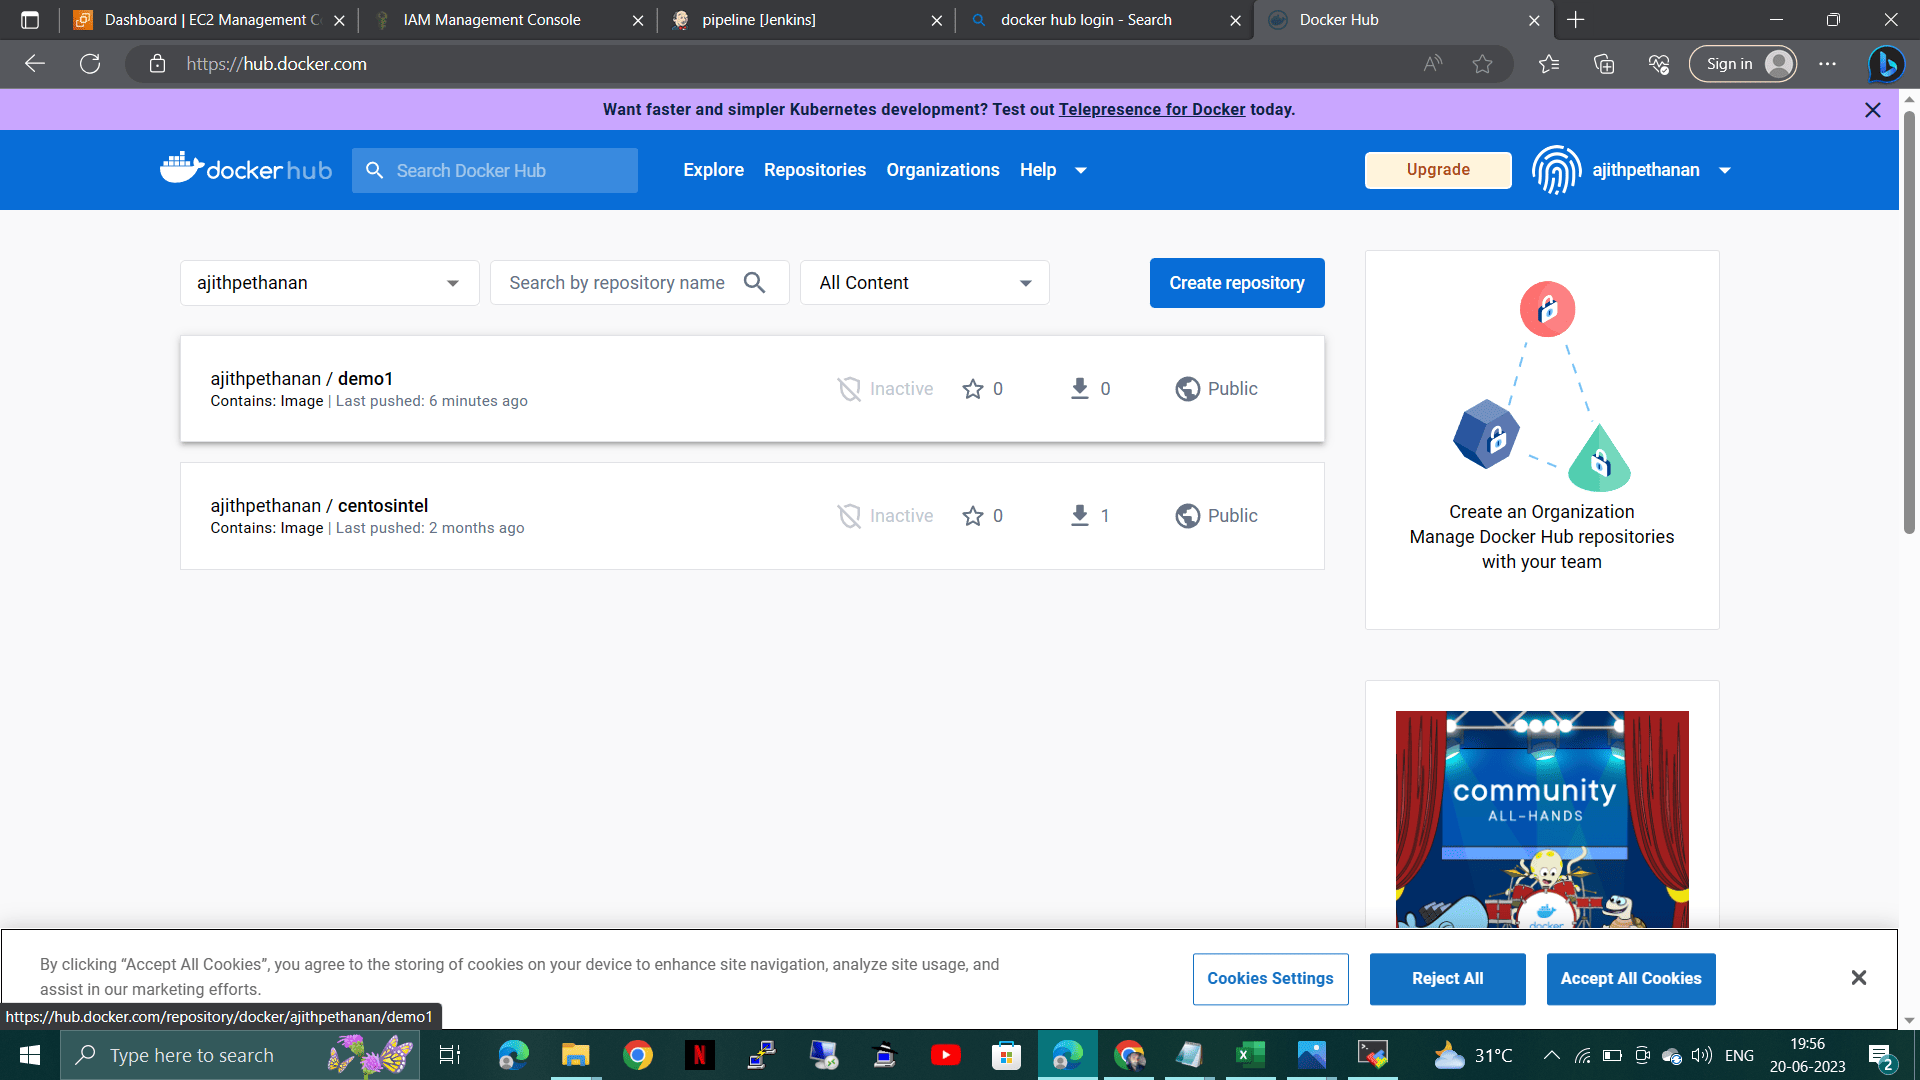 Dashboard | EC2 Management C
IAM Management Console
pipeline [Jenkins]
docker hub login - Search
Docker Hub
https://hub.docker.com
Sign in
Want faster and simpler Kubernetes development? Test out Telepresence for Docker today.
docker hub
Search Docker Hub
Explore
Repositories
Organizations
Help
Upgrade
ajithpethanan
ajithpethanan
Search by repository name
All Content
Create repository
ajithpethanan / demo1
Contains: Image | Last pushed: 6 minutes ago
Inactive
0
0
Public
ajithpethanan / centosintel
Contains: Image | Last pushed: 2 months ago
Inactive
0
1
Public
Create an Organization
Manage Docker Hub repositories
with your team
community
ALL-HANDS
docker
By clicking “Accept All Cookies”, you agree to the storing of cookies on your device to enhance site navigation, analyze site usage, and
assist in our marketing efforts.
Cookies Settings
Reject All
Accept All Cookies
https://hub.docker.com/repository/docker/ajithpethanan/demo1
Type here to search
31°C
ENG
19:56
20-06-2023
2